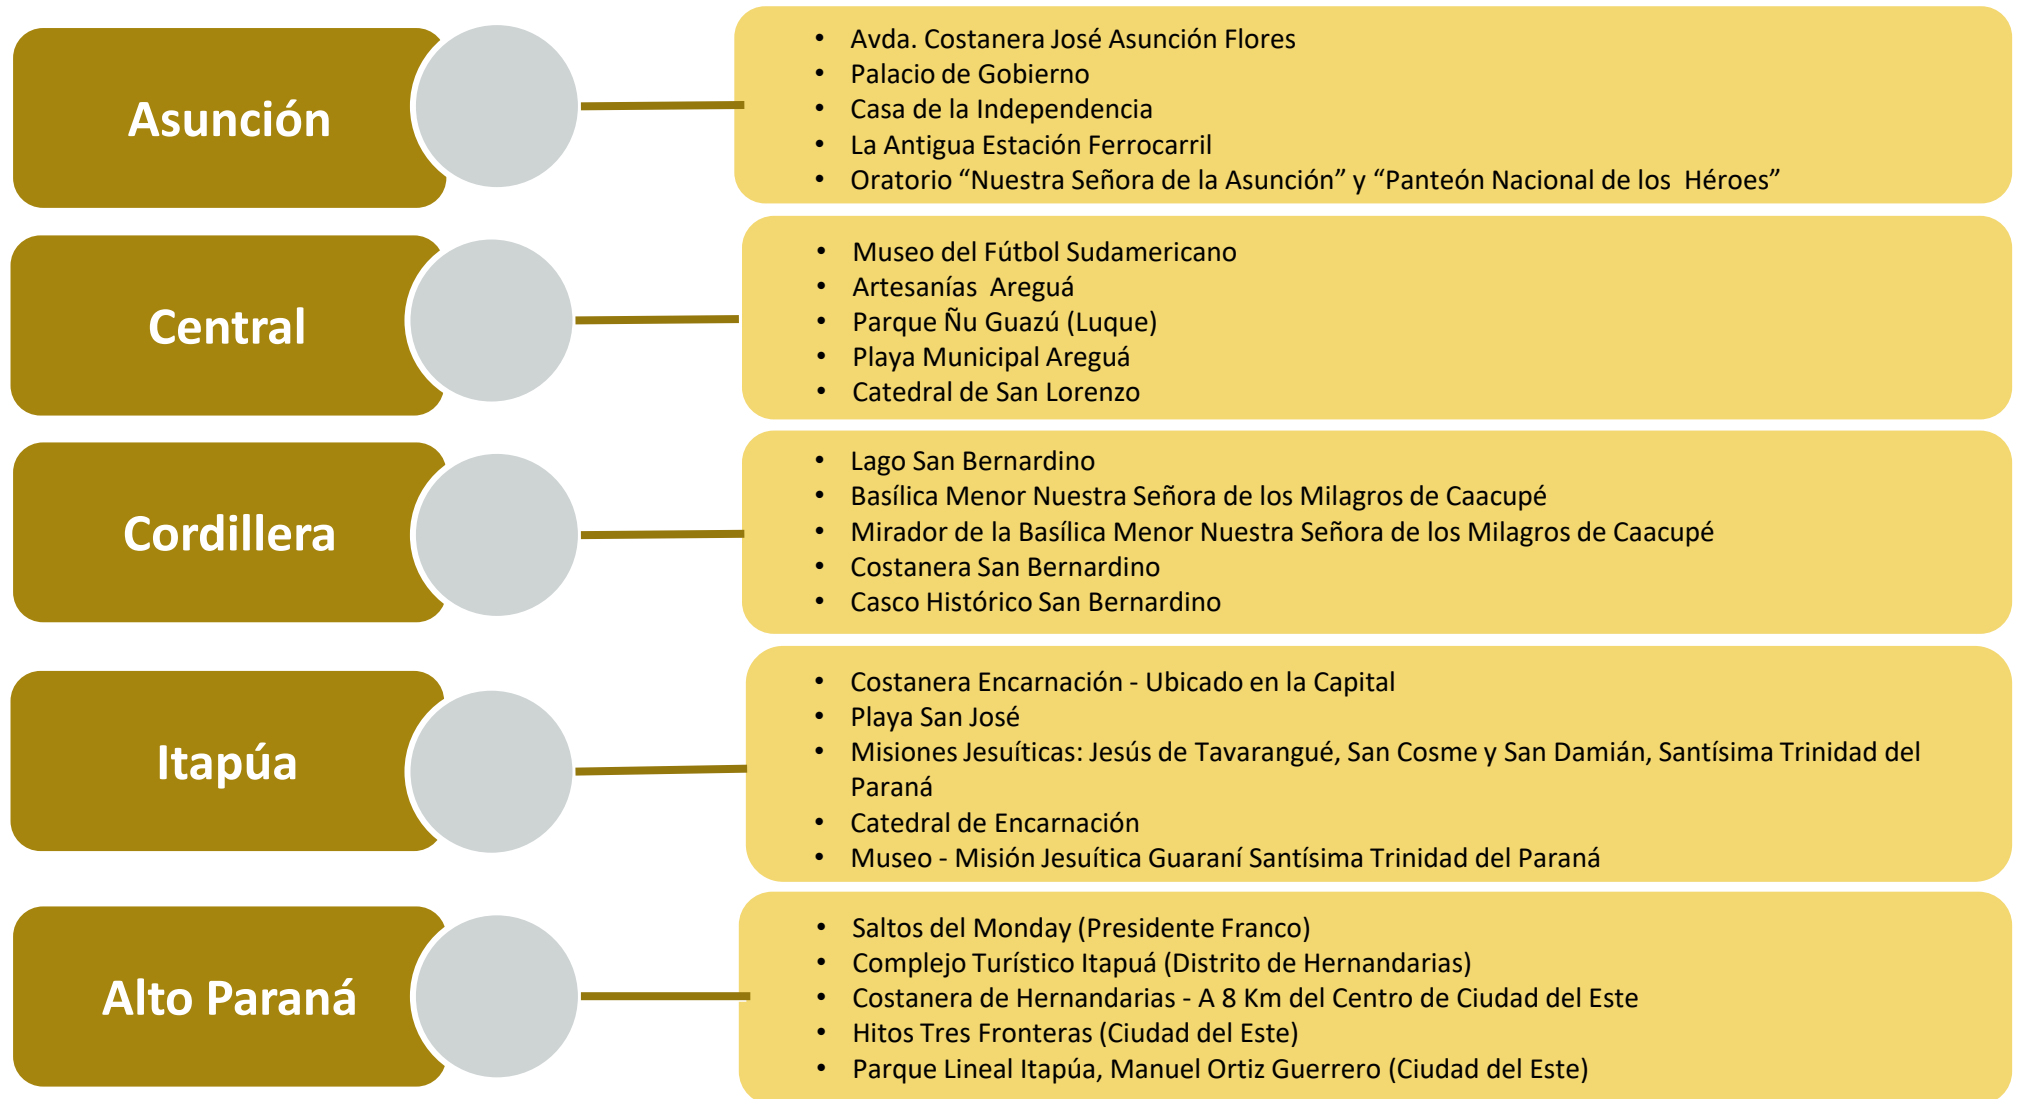 Asunción
• Avda. Costanera José Asunción Flores
• Palacio de Gobierno
• Casa de la Independencia
• La Antigua Estación Ferrocarril
• Oratorio “Nuestra Señora de la Asunción” y “Panteón Nacional de los Héroes”
Central
• Museo del Fútbol Sudamericano
• Artesanías Areguá
• Parque Ñu Guazú (Luque)
• Playa Municipal Areguá
• Catedral de San Lorenzo
Cordillera
• Lago San Bernardino
• Basílica Menor Nuestra Señora de los Milagros de Caacupé
• Mirador de la Basílica Menor Nuestra Señora de los Milagros de Caacupé
• Costanera San Bernardino
• Casco Histórico San Bernardino
Itapúa
• Costanera Encarnación - Ubicado en la Capital
• Playa San José
• Misiones Jesuíticas: Jesús de Tavarangué, San Cosme y San Damián, Santísima Trinidad del
Paraná
• Catedral de Encarnación
• Museo - Misión Jesuítica Guaraní Santísima Trinidad del Paraná
Alto Paraná
• Saltos del Monday (Presidente Franco)
• Complejo Turístico Itapuá (Distrito de Hernandarias)
• Costanera de Hernandarias - A 8 Km del Centro de Ciudad del Este
• Hitos Tres Fronteras (Ciudad del Este)
• Parque Lineal Itapúa, Manuel Ortiz Guerrero (Ciudad del Este)